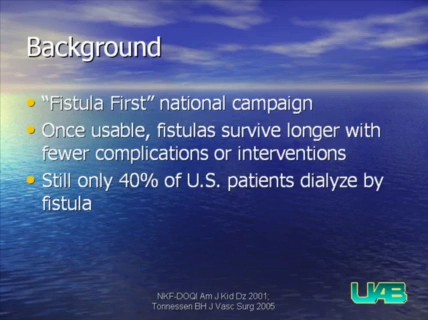 Background
• "Fistula First" national campaign
• Once usable, fistulas survive longer with
fewer complications or interventions
• Still only 40% of U.S. patients dialyze by
fistula
NKF-DOQI Am J Kid Dz 2001;
Tonnessen BH J Vasc Surg 2005
UAB